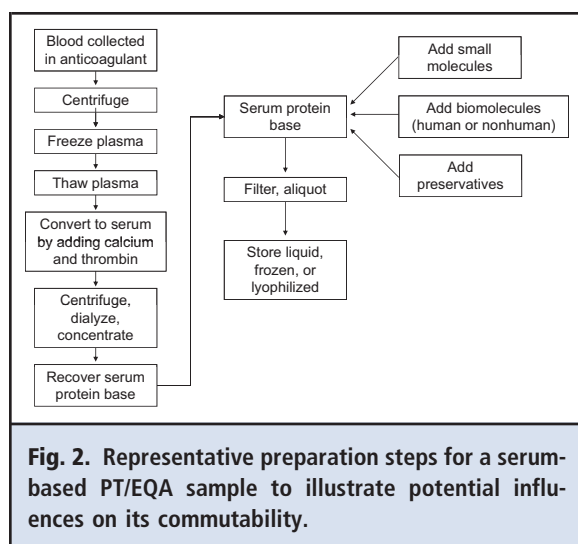 Blood collected
in anticoagulant
Centrifuge
Freeze plasma
Thaw plasma
Convert to serum
by adding calcium
and thrombin
Centrifuge,
dialyze,
concentrate
Recover serum
protein base
Serum protein
base
Filter, aliquot
Store liquid,
frozen, or
lyophilized
Add small
molecules
Add biomolecules
(human or nonhuman)
Add
preservatives
Fig. 2. Representative preparation steps for a serum-
based PT/EQA sample to illustrate potential influ-
ences on its commutability.